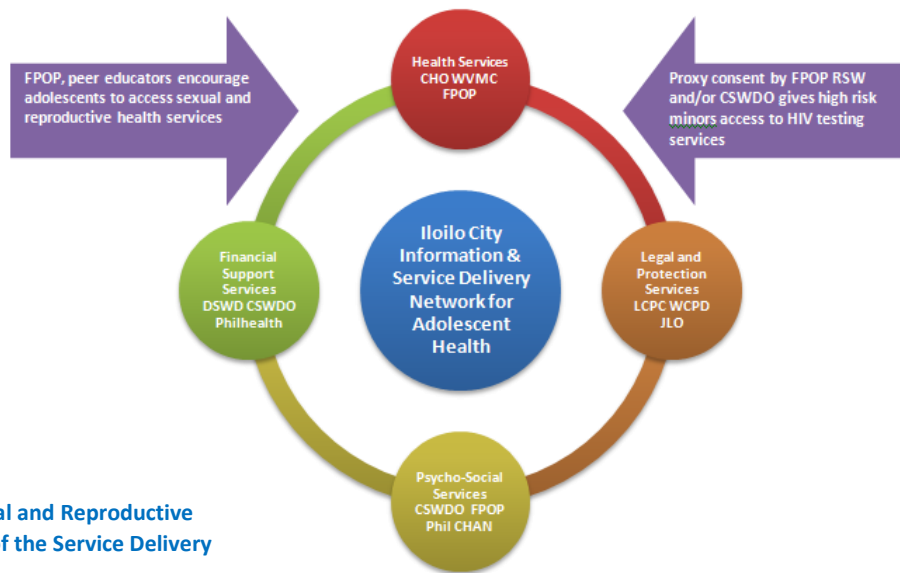 Health Services
CHO WVMC
FPOP
FPOP, peer educators encourage
adolescents to access sexual and
reproductive health services
Proxy consent by FPOP RSW
and/or CSWDO gives high risk
minors access to HIV testing
services
Iloilo City
Information &
Service Delivery
Network for
Adolescent
Health
Financial
Support
Services
DSWD CSWDO
Philhealth
Legal and
Protection
Services
LCPC WCPD
JLO
Psycho-Social
Services
CSWDO FPOP
Phil CHAN
al and Reproductive
of the Service Delivery